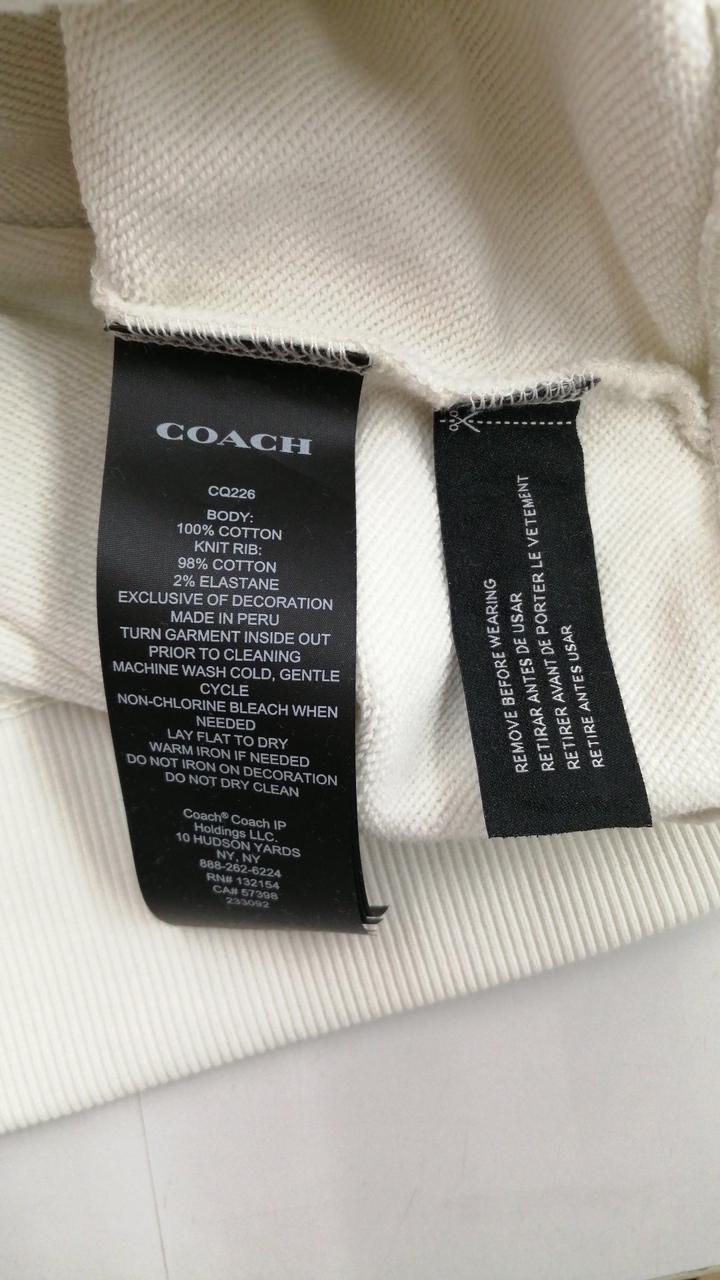 COACH
CQ226
BODY:
100% COTTON
KNIT RIB:
98% COTTON
2% ELASTANE
EXCLUSIVE OF DECORATION
MADE IN PERU
TURN GARMENT INSIDE OUT
PRIOR TO CLEANING
MACHINE WASH COLD, GENTLE
CYCLE
NON-CHLORINE BLEACH WHEN
NEEDED
LAY FLAT TO DRY
WARM IRON IF NEEDED
DO NOT IRON ON DECORATION
DO NOT DRY CLEAN
Coach® Coach IP
Holdings LLC.
10 HUDSON YARDS
NY, NY
888-262-6224
RN# 132154
CA# 57398
233092
REMOVE BEFORE WEARING
RETIRAR ANTES DE USAR
RETIRER AVANT DE PORTER LE VETEMENT
RETIRE ANTES USAR